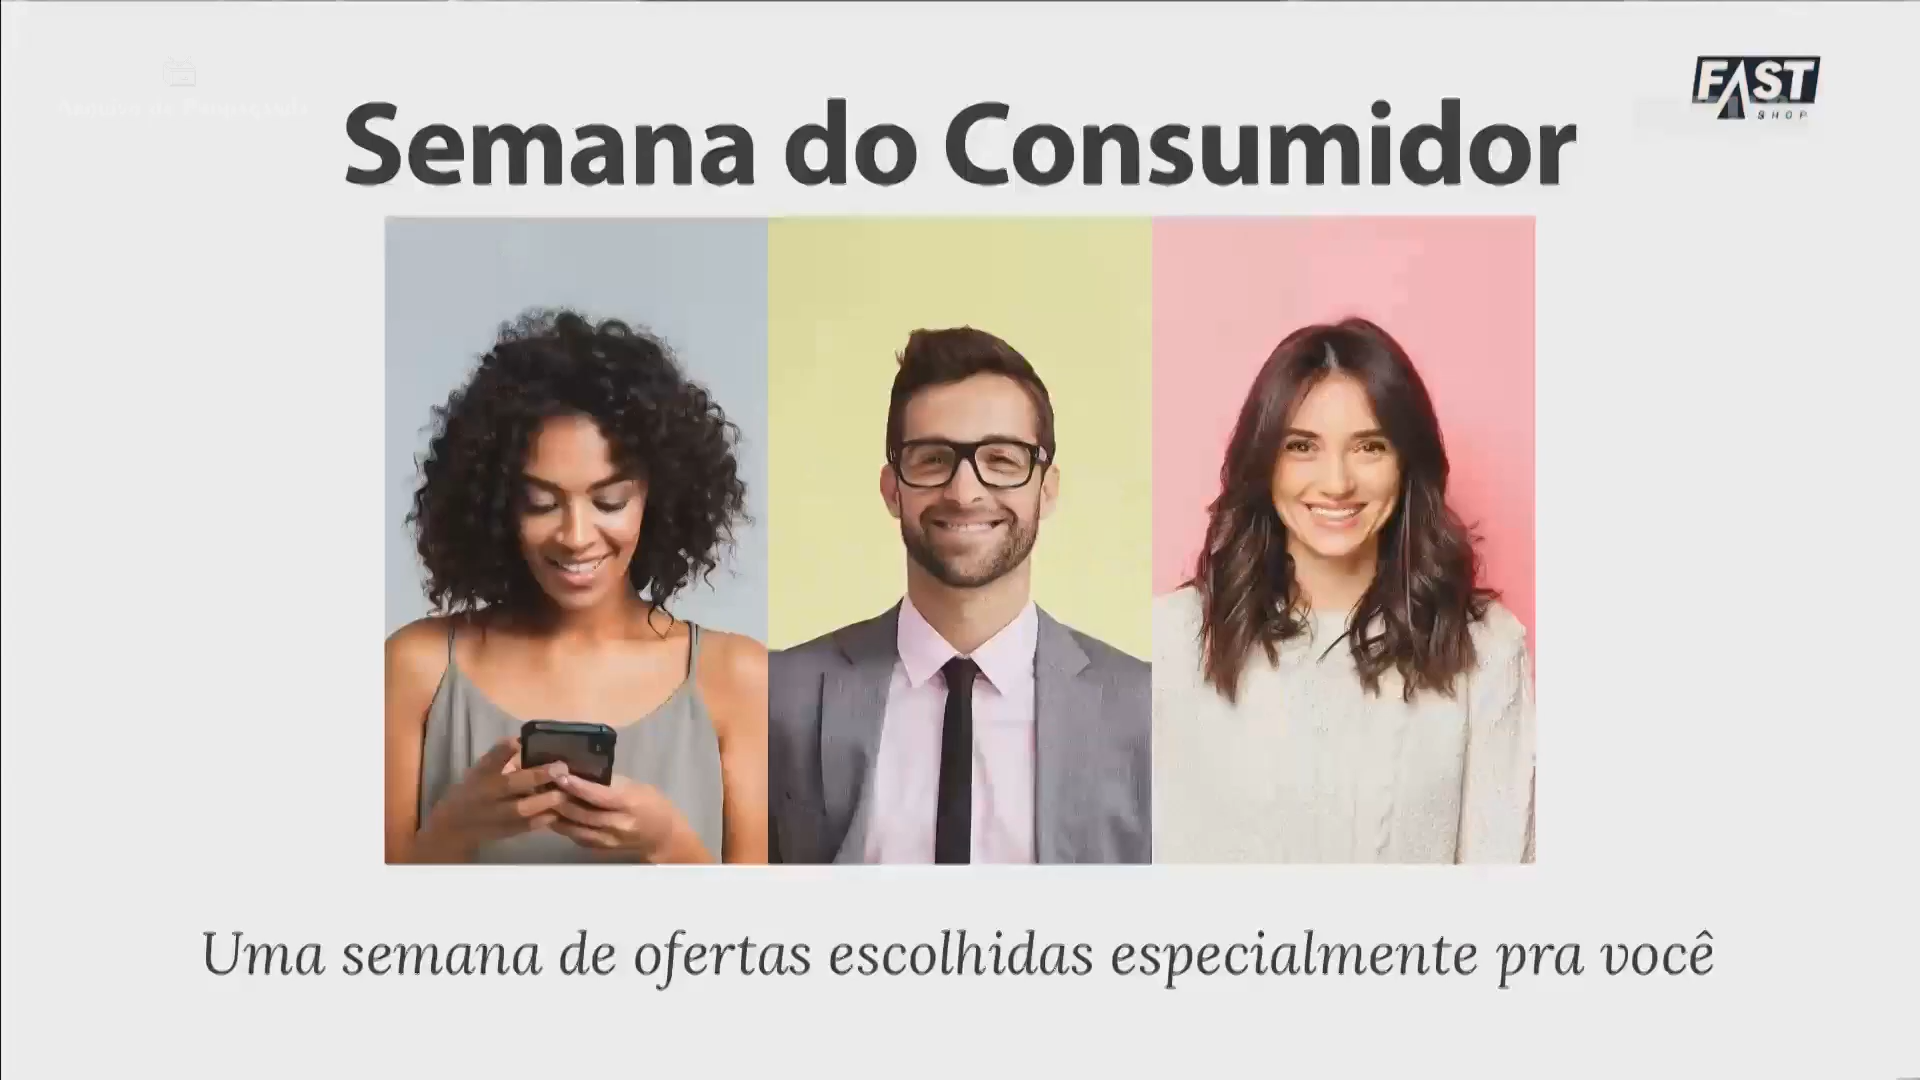 FAST
SHOP
Semana do Consumidor
Uma semana de ofertas escolhidas especialmente pra você